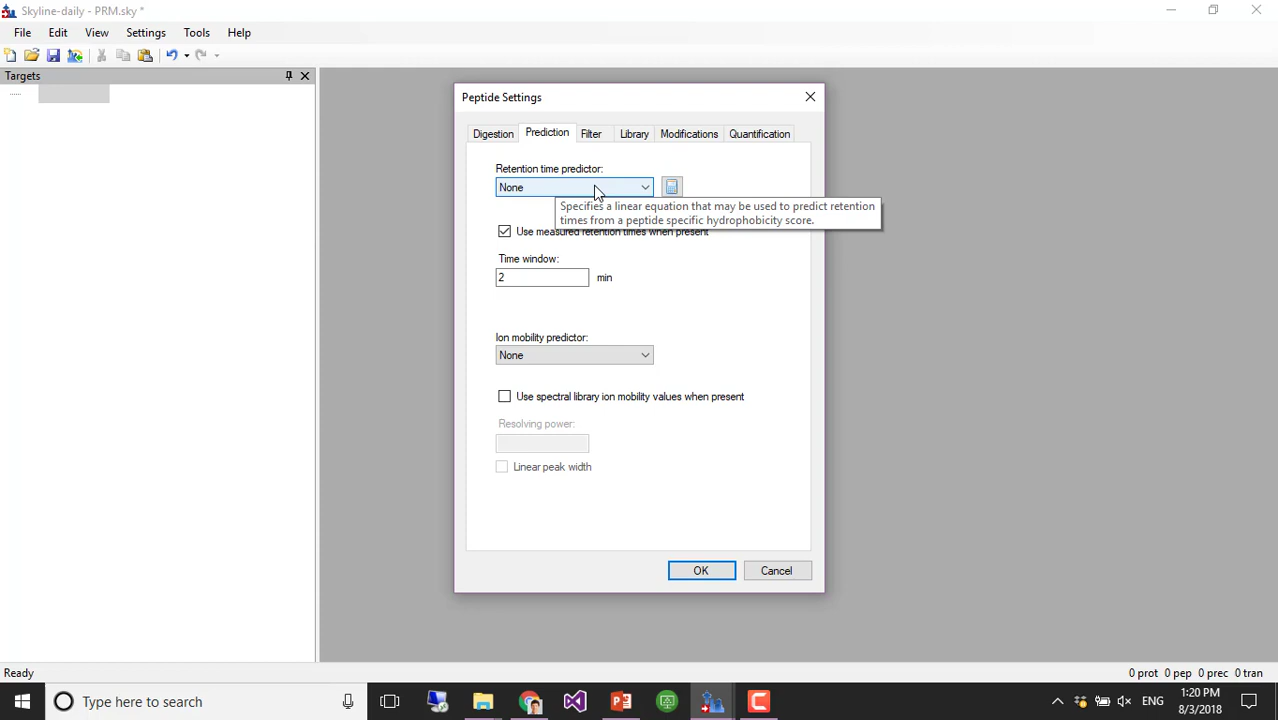 Skyline-daily - PRM.sky *
File Edit View Settings Tools Help
Targets
Peptide Settings
Digestion Prediction Filter Library Modifications Quantification
Retention time predictor:
None
Specifies a linear equation that may be used to predict retention
times from a peptide specific hydrophobicity score.
Use measured retention times when present
Time window:
2 min
Ion mobility predictor:
None
Use spectral library ion mobility values when present
Resolving power:
Linear peak width
OK Cancel
Ready 0 prot 0 pep 0 prec 0 tran
Type here to search ENG 1:20 PM
8/3/2018